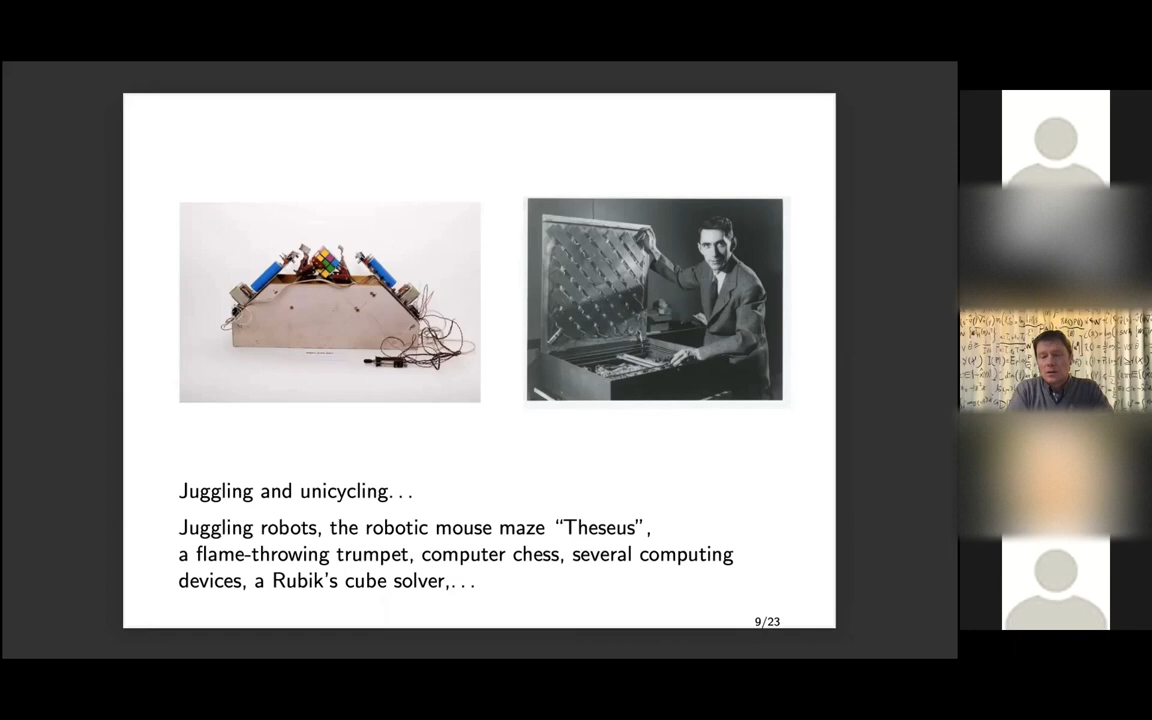 Juggling and unicycling...
Juggling robots, the robotic mouse maze “Theseus”,
a flame-throwing trumpet, computer chess, several computing
devices, a Rubik’s cube solver,...
9/23